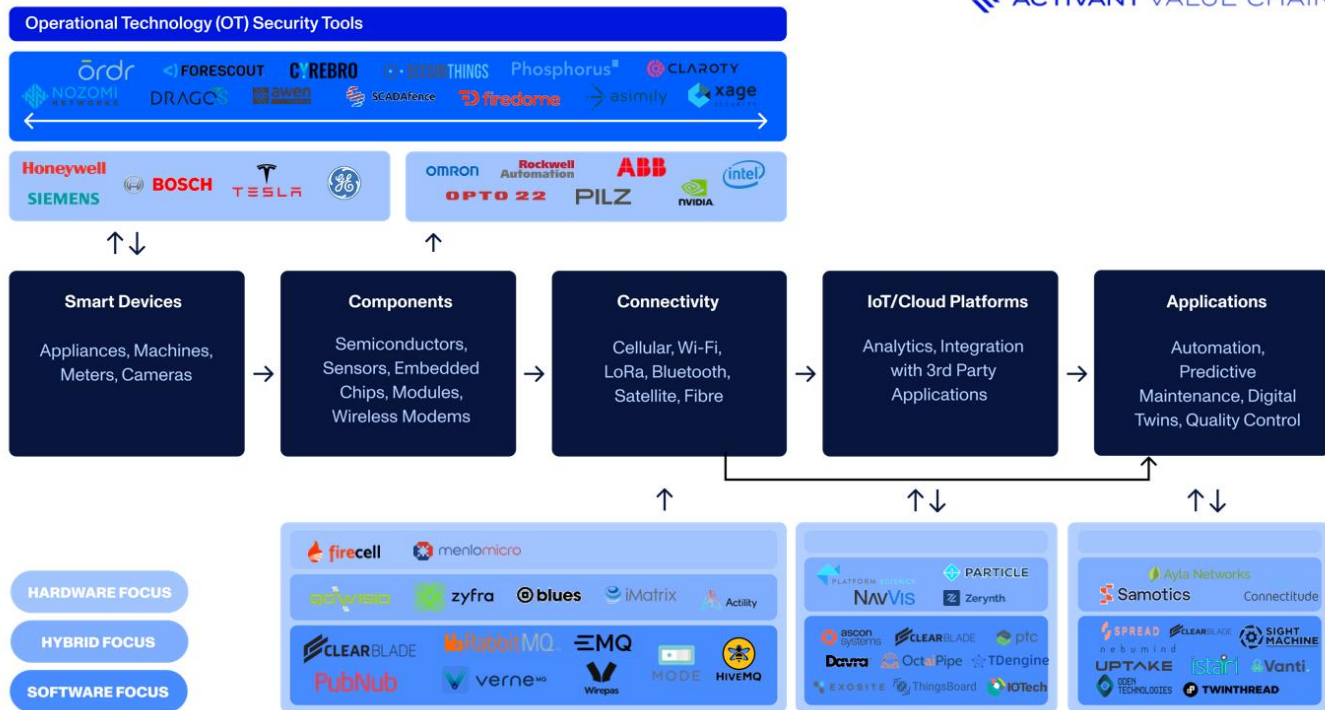 ACTIVANT VALUE CHAIN
Operational Technology (OT) Security Tools
ōrdr
FORESCOUT
CYREBRO
SECURITHINGS
Phosphorus
CLAROTY
NOZOMI
NETWORKS
DRAGOS
awen
SCADAfence
firedome
asimily
xage
SECURITY
Honeywell
SIEMENS
BOSCH
TESLA
GE
OMRON
Rockwell
Automation
ABB
intel
OPTO 22
PILZ
NVIDIA
Smart Devices
Appliances, Machines,
Meters, Cameras
Components
Semiconductors,
Sensors, Embedded
Chips, Modules,
Wireless Modems
Connectivity
Cellular, Wi-Fi,
LoRa, Bluetooth,
Satellite, Fibre
IoT/Cloud Platforms
Analytics, Integration
with 3rd Party
Applications
Applications
Automation,
Predictive
Maintenance, Digital
Twins, Quality Control
HARDWARE FOCUS
HYBRID FOCUS
SOFTWARE FOCUS
firecell
menlomicro
QOWISIO
zyfra
blues
iMatrix
Actility
CLEARBLADE
RabbitMQ
EMQ
MODE
HIVEMQ
PubNub
VERNEMQ
Wirepas
PLATFORM SCIENCE
PARTICLE
NAVVIS
Zerynth
ascon
systems
CLEARBLADE
ptc
Davra
OctaiPipe
TDengine
EXOSITE
ThingsBoard
IOTech
Ayla Networks
Samotics
Connectitude
SPREAD
nebumind
CLEARBLADE
SIGHT
MACHINE
UPTAKE
istari
Vanti.
ODEN
TECHNOLOGIES
TWINTHREAD